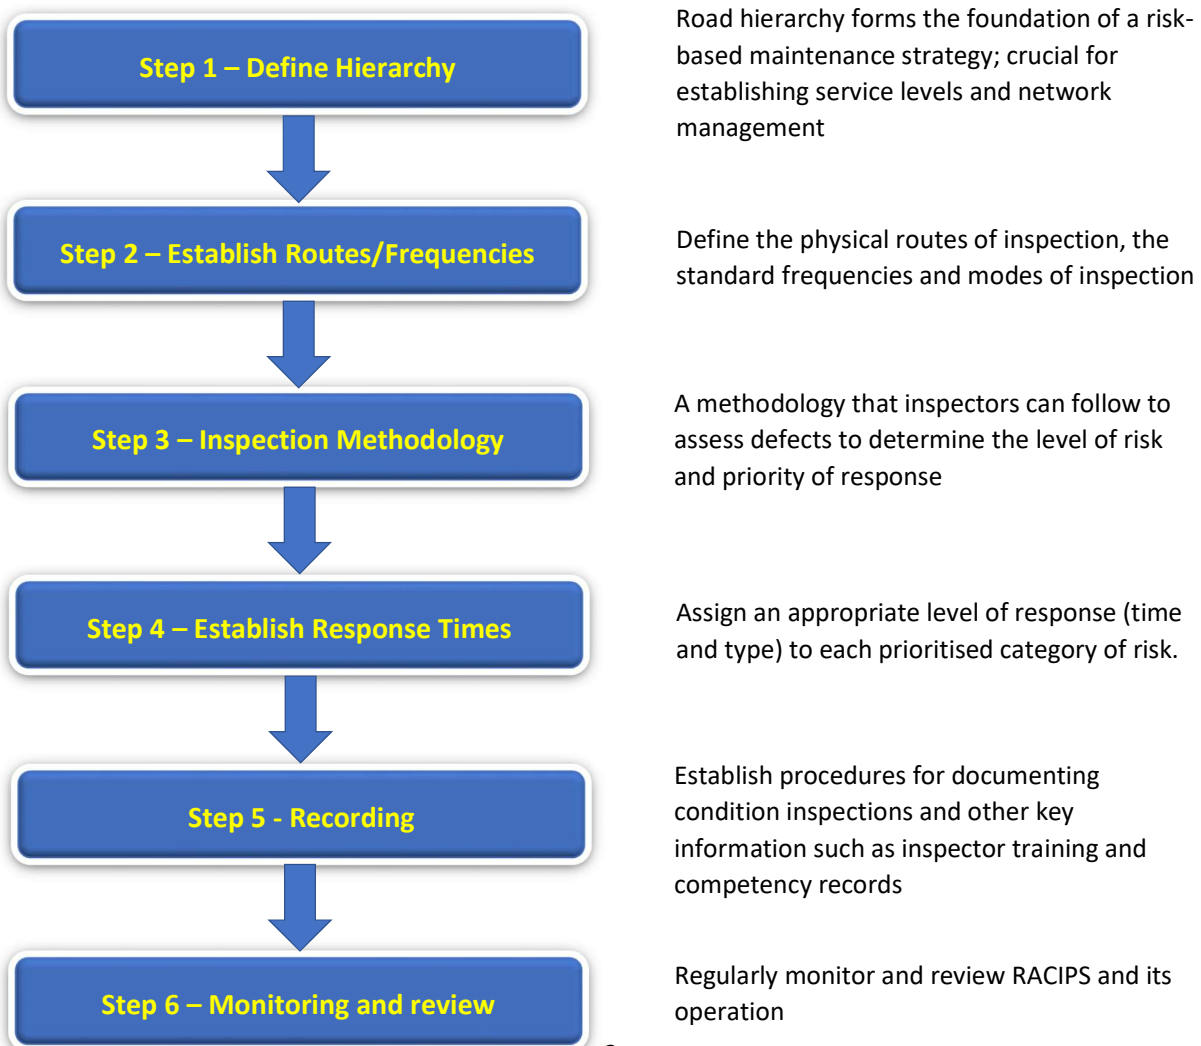 Step 1 – Define Hierarchy
Road hierarchy forms the foundation of a risk-
based maintenance strategy; crucial for
establishing service levels and network
management
Step 2 – Establish Routes/Frequencies
Define the physical routes of inspection, the
standard frequencies and modes of inspection
Step 3 – Inspection Methodology
A methodology that inspectors can follow to
assess defects to determine the level of risk
and priority of response
Step 4 – Establish Response Times
Assign an appropriate level of response (time
and type) to each prioritised category of risk.
Step 5 - Recording
Establish procedures for documenting
condition inspections and other key
information such as inspector training and
competency records
Step 6 – Monitoring and review
Regularly monitor and review RACIPS and its
operation